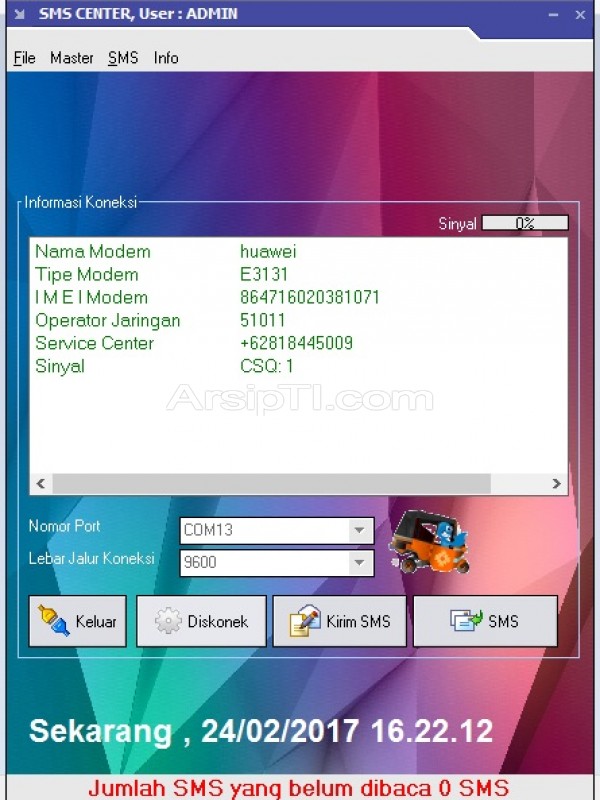 SMS CENTER, User : ADMIN
File Master SMS Info
Informasi Koneksi
Sinyal 0%
Nama Modem huawei
Tipe Modem E3131
I M E I Modem 864716020381071
Operator Jaringan 51011
Service Center +62818445009
Sinyal CSQ: 1
ArsipTI.com
Nomor Port COM13
Lebar Jalur Koneksi 9600
Keluar Diskonek Kirim SMS SMS
Sekarang , 24/02/2017 16.22.12
Jumlah SMS yang belum dibaca 0 SMS